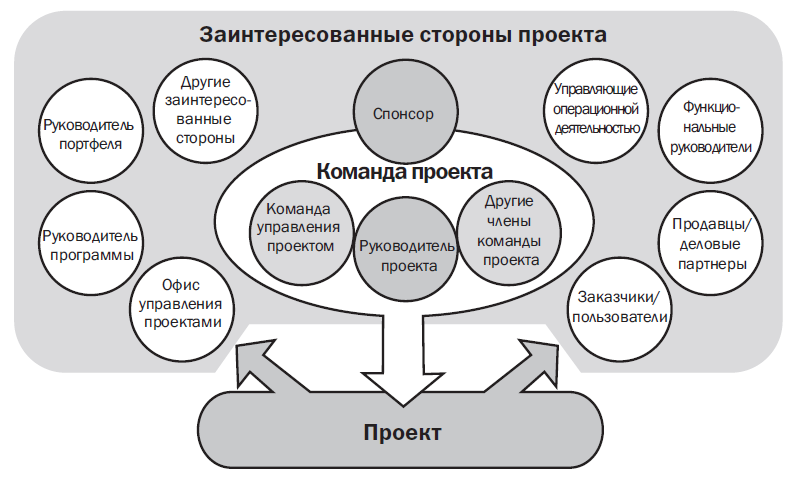 Заинтересованные стороны проекта
Руководитель
портфеля
Другие
заинтересо-
ванные
стороны
Спонсор
Управляющие
операционной
деятельностью
Функцио-
нальные
руководители
Команда проекта
Руководитель
программы
Команда
управления
проектом
Руководитель
проекта
Другие
члены
команды
проекта
Продавцы/
деловые
партнеры
Офис
управления
проектами
Заказчики/
пользователи
Проект